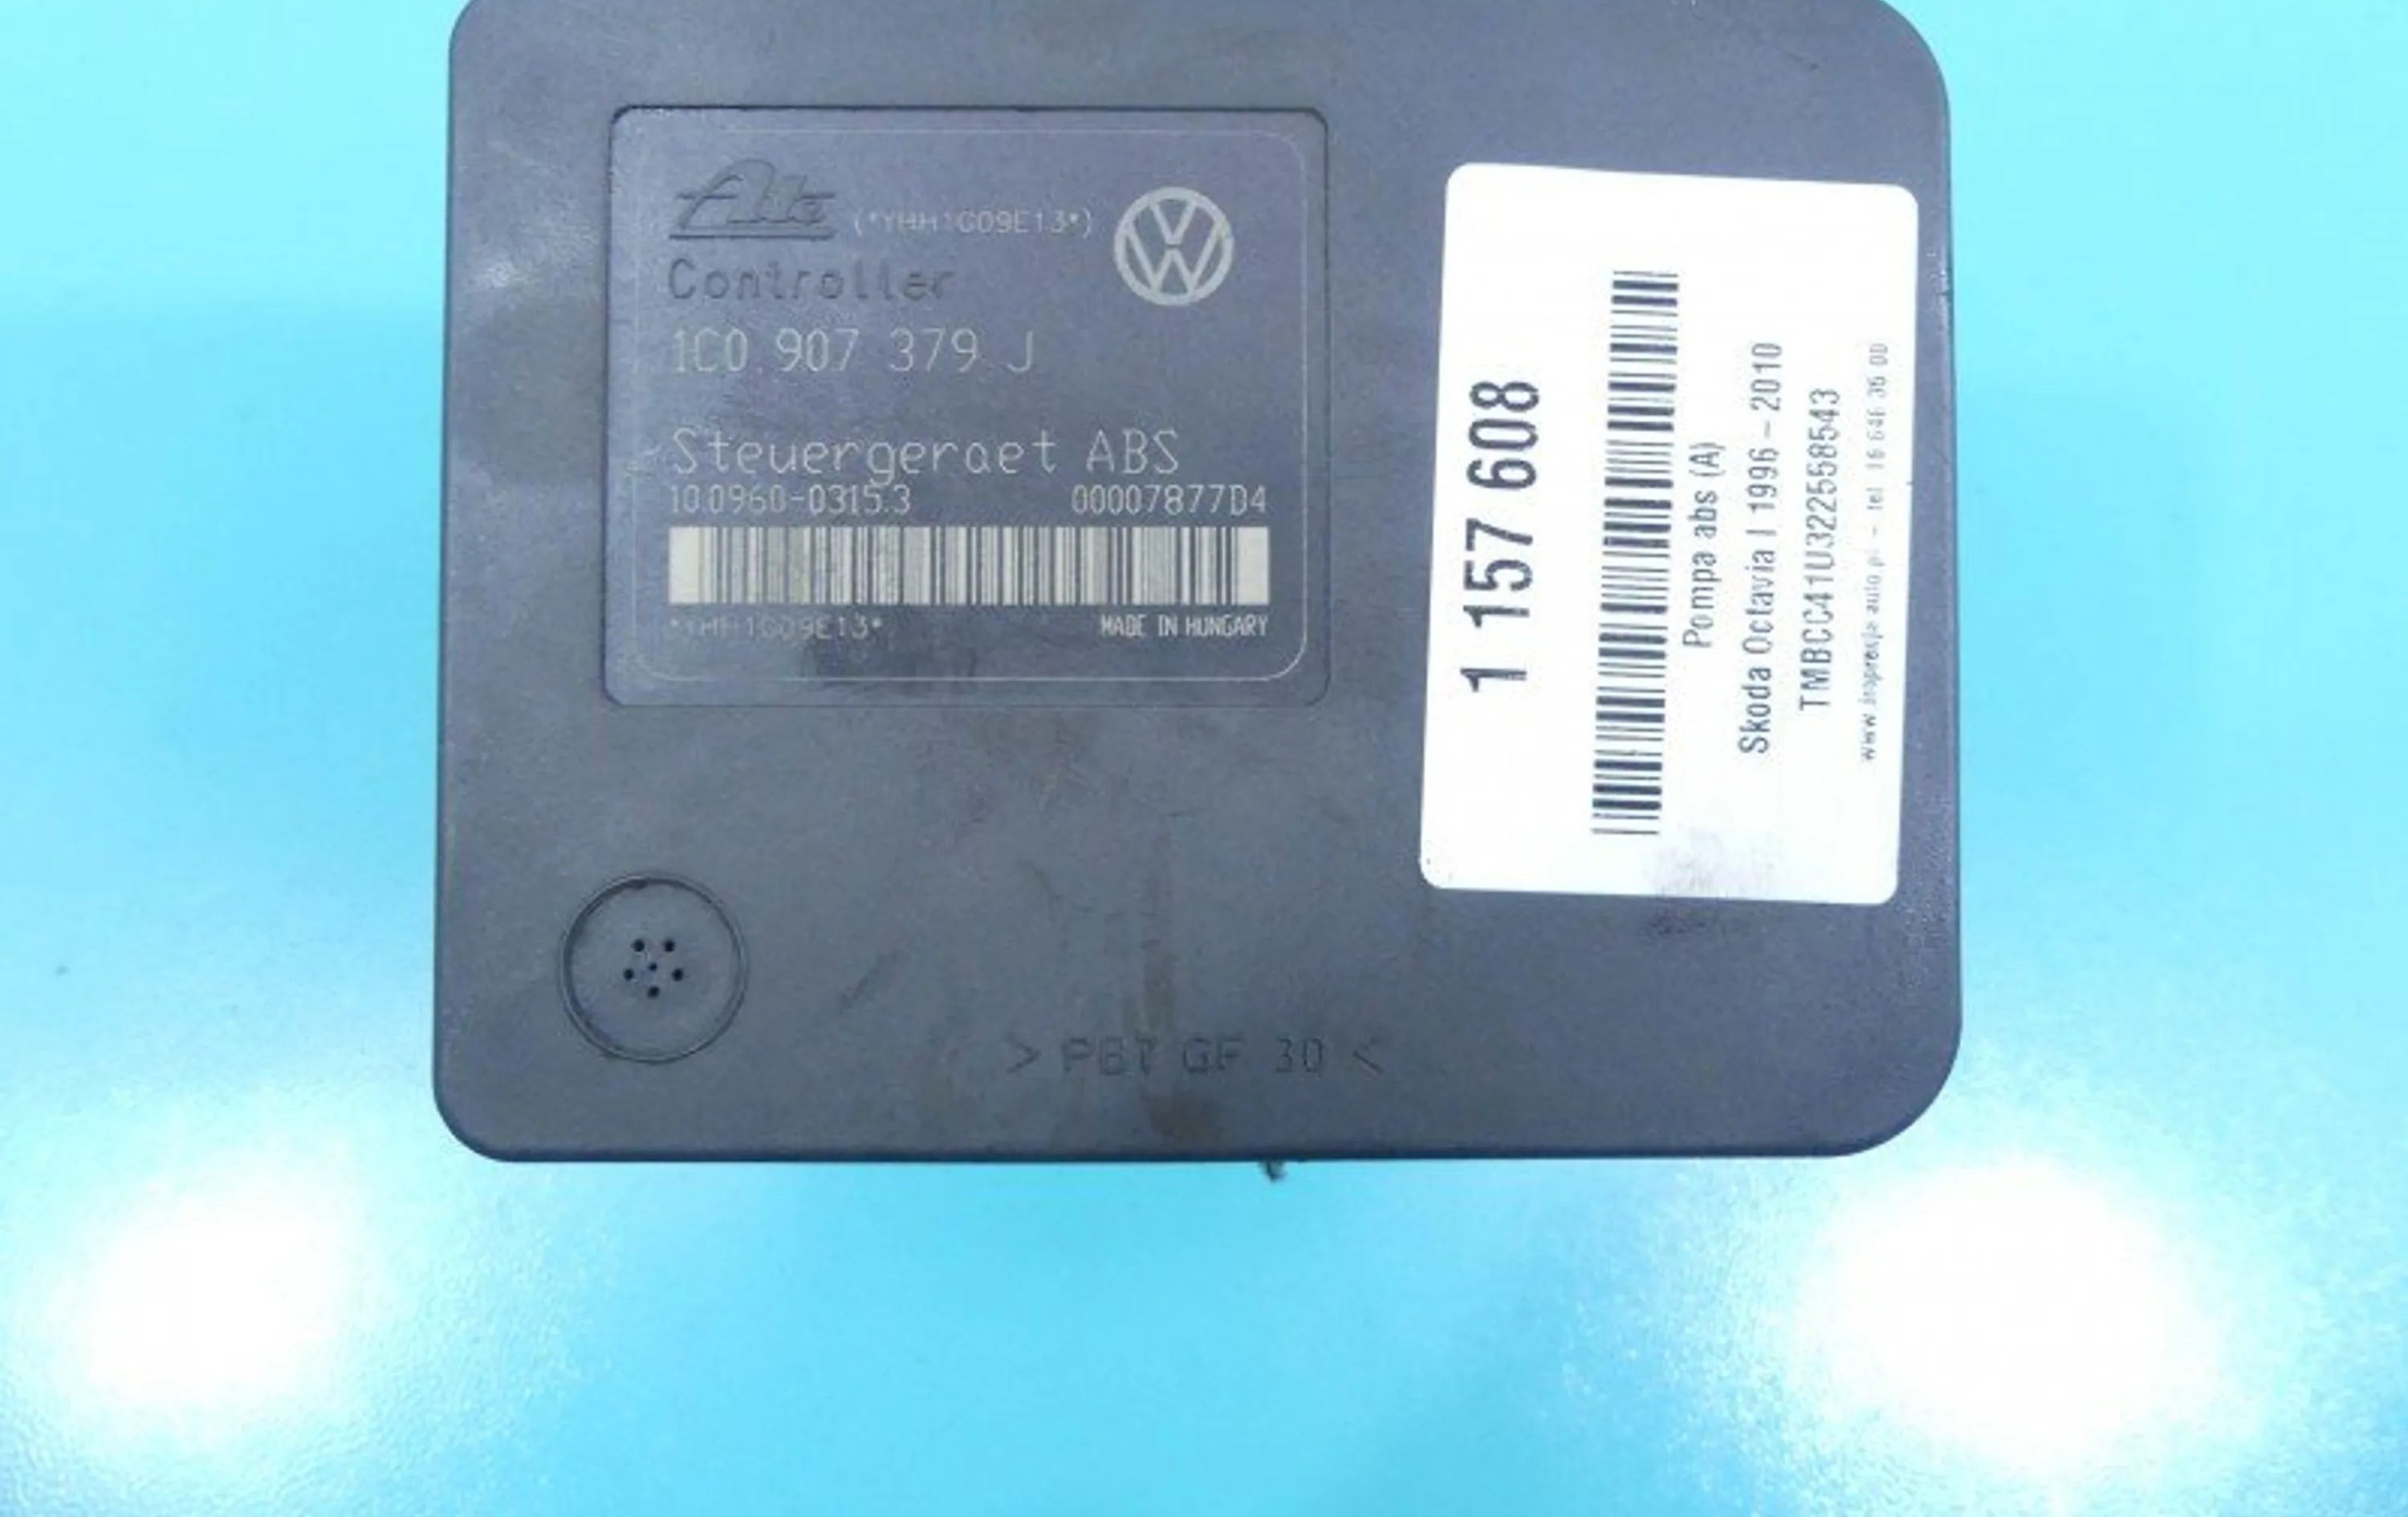 Ate (*YHH1G09E13*)
Controller
1C0 907 379 J
Steuergeraet ABS
10.0960-0315.3 00007877D4
*YHH1G09E13*
MADE IN HUNGARY
> PBT GF 30 <
1 157 608
Pompa abs (A)
Skoda Octavia I 1996 - 2010
TMBCC41U322558543